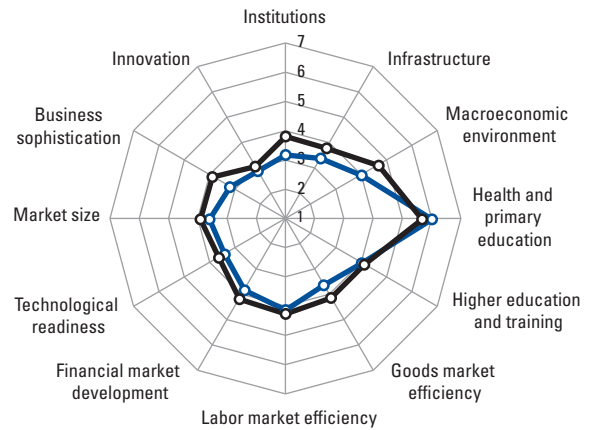 Institutions
7
Innovation
Infrastructure
6
5
Business
sophistication
Macroeconomic
environment
4
3
2
Market size
1
Health and
primary
education
Technological
readiness
Higher education
and training
Financial market
development
Goods market
efficiency
Labor market efficiency